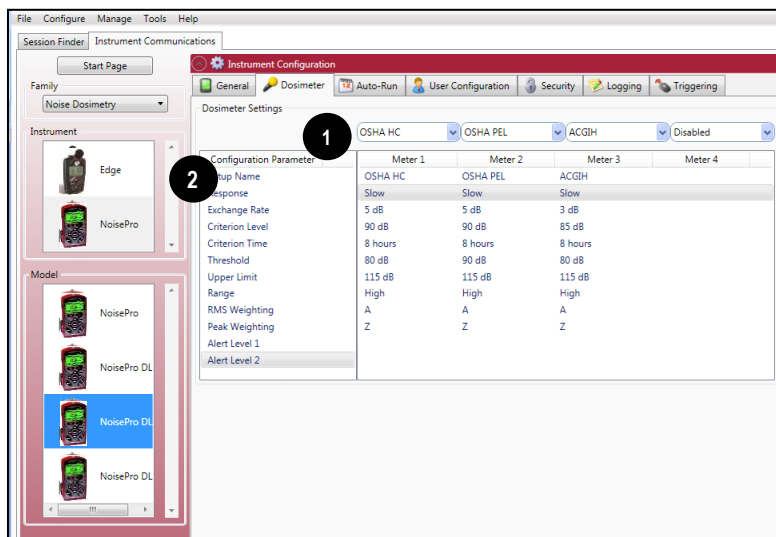 File Configure Manage Tools Help
Session Finder Instrument Communications
Start Page
Family
Noise Dosimetry
Instrument
Edge
NoisePro
Model
NoisePro
NoisePro DL
NoisePro DL
NoisePro DL
Instrument Configuration
General Dosimeter 12 Auto-Run User Configuration Security Logging Triggering
Dosimeter Settings
1
OSHA HC OSHA PEL ACGIH Disabled
2
Configuration Parameter Meter 1 Meter 2 Meter 3 Meter 4
tup Name OSHA HC OSHA PEL ACGIH
esponse Slow Slow Slow
Exchange Rate 5 dB 5 dB 3 dB
Criterion Level 90 dB 90 dB 85 dB
Criterion Time 8 hours 8 hours 8 hours
Threshold 80 dB 90 dB 80 dB
Upper Limit 115 dB 115 dB 115 dB
Range High High High
RMS Weighting A A A
Peak Weighting Z Z Z
Alert Level 1
Alert Level 2